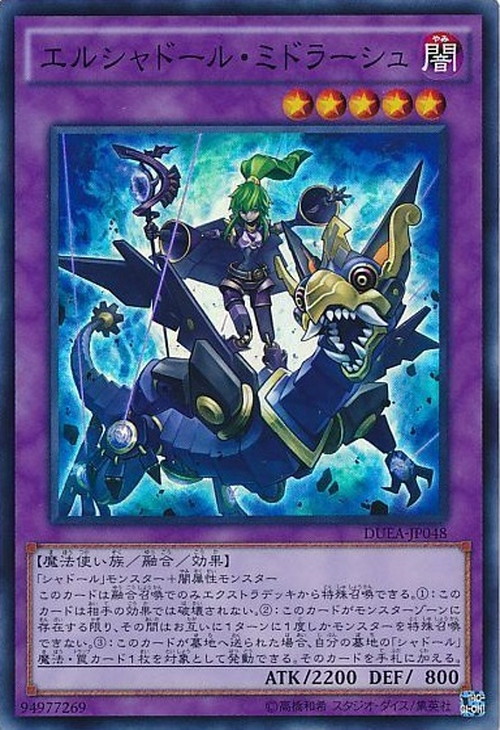 エルシャドール・ミドラーシュ
闇
DUEA-JP048
【魔法使い族／融合／効果】
「シャドール」モンスター＋闇属性モンスター
このカードは融合召喚でのみエクストラデッキから特殊召喚できる。①：この
カードは相手の効果では破壊されない。②：このカードがモンスターゾーンに
存在する限り、その間はお互いに１ターンに１度しかモンスターを特殊召喚
できない。③：このカードが墓地へ送られた場合、自分の墓地の「シャドール」
魔法・罠カード１枚を対象として発動できる。そのカードを手札に加える。
ATK/2200 DEF/ 800
94977269
©高橋和希 スタジオ・ダイス/集英社